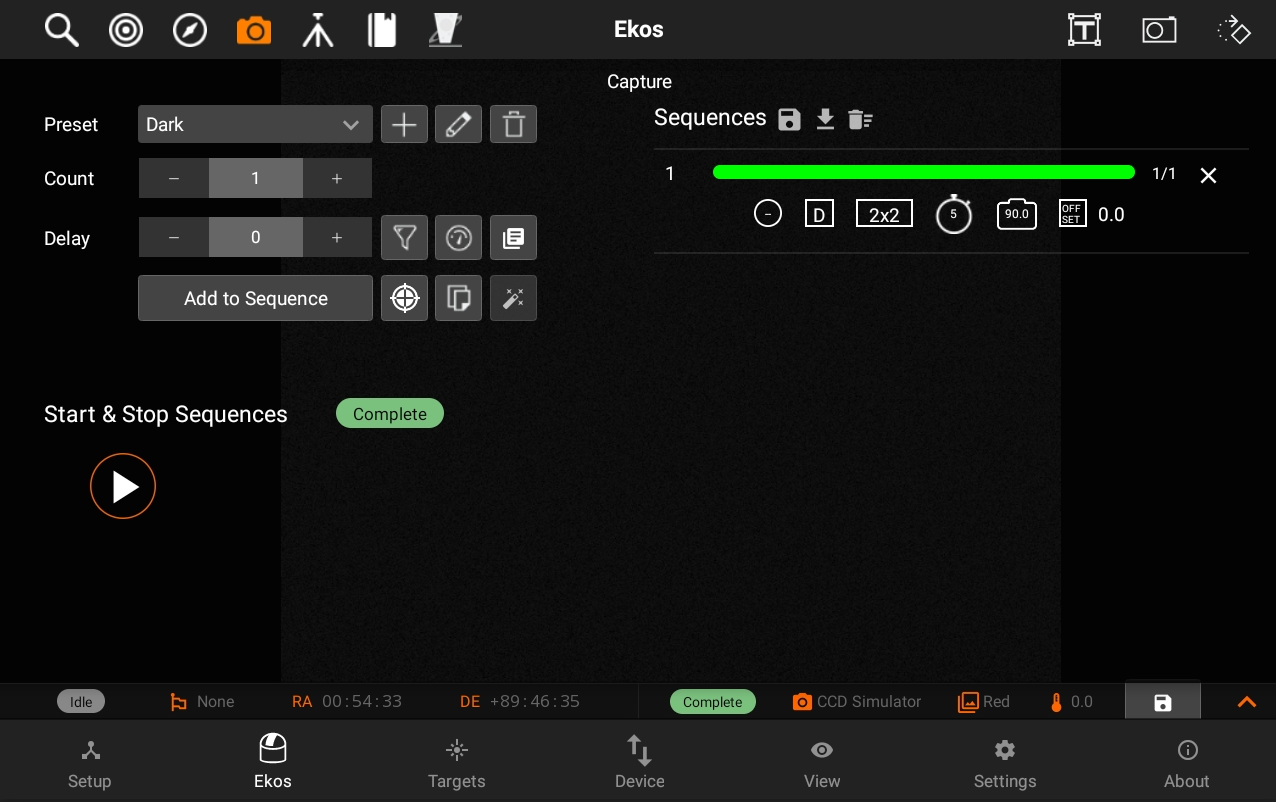 Ekos
Capture
Preset
Dark
Count
− 1 +
Delay
− 0 +
Add to Sequence
Sequences
1
1/1
-
D
2x2
5
90.0
OFF
SET
0.0
Start & Stop Sequences
Complete
Idle
None
RA 00:54:33
DE +89:46:35
Complete
CCD Simulator
Red
0.0
Setup
Ekos
Targets
Device
View
Settings
About